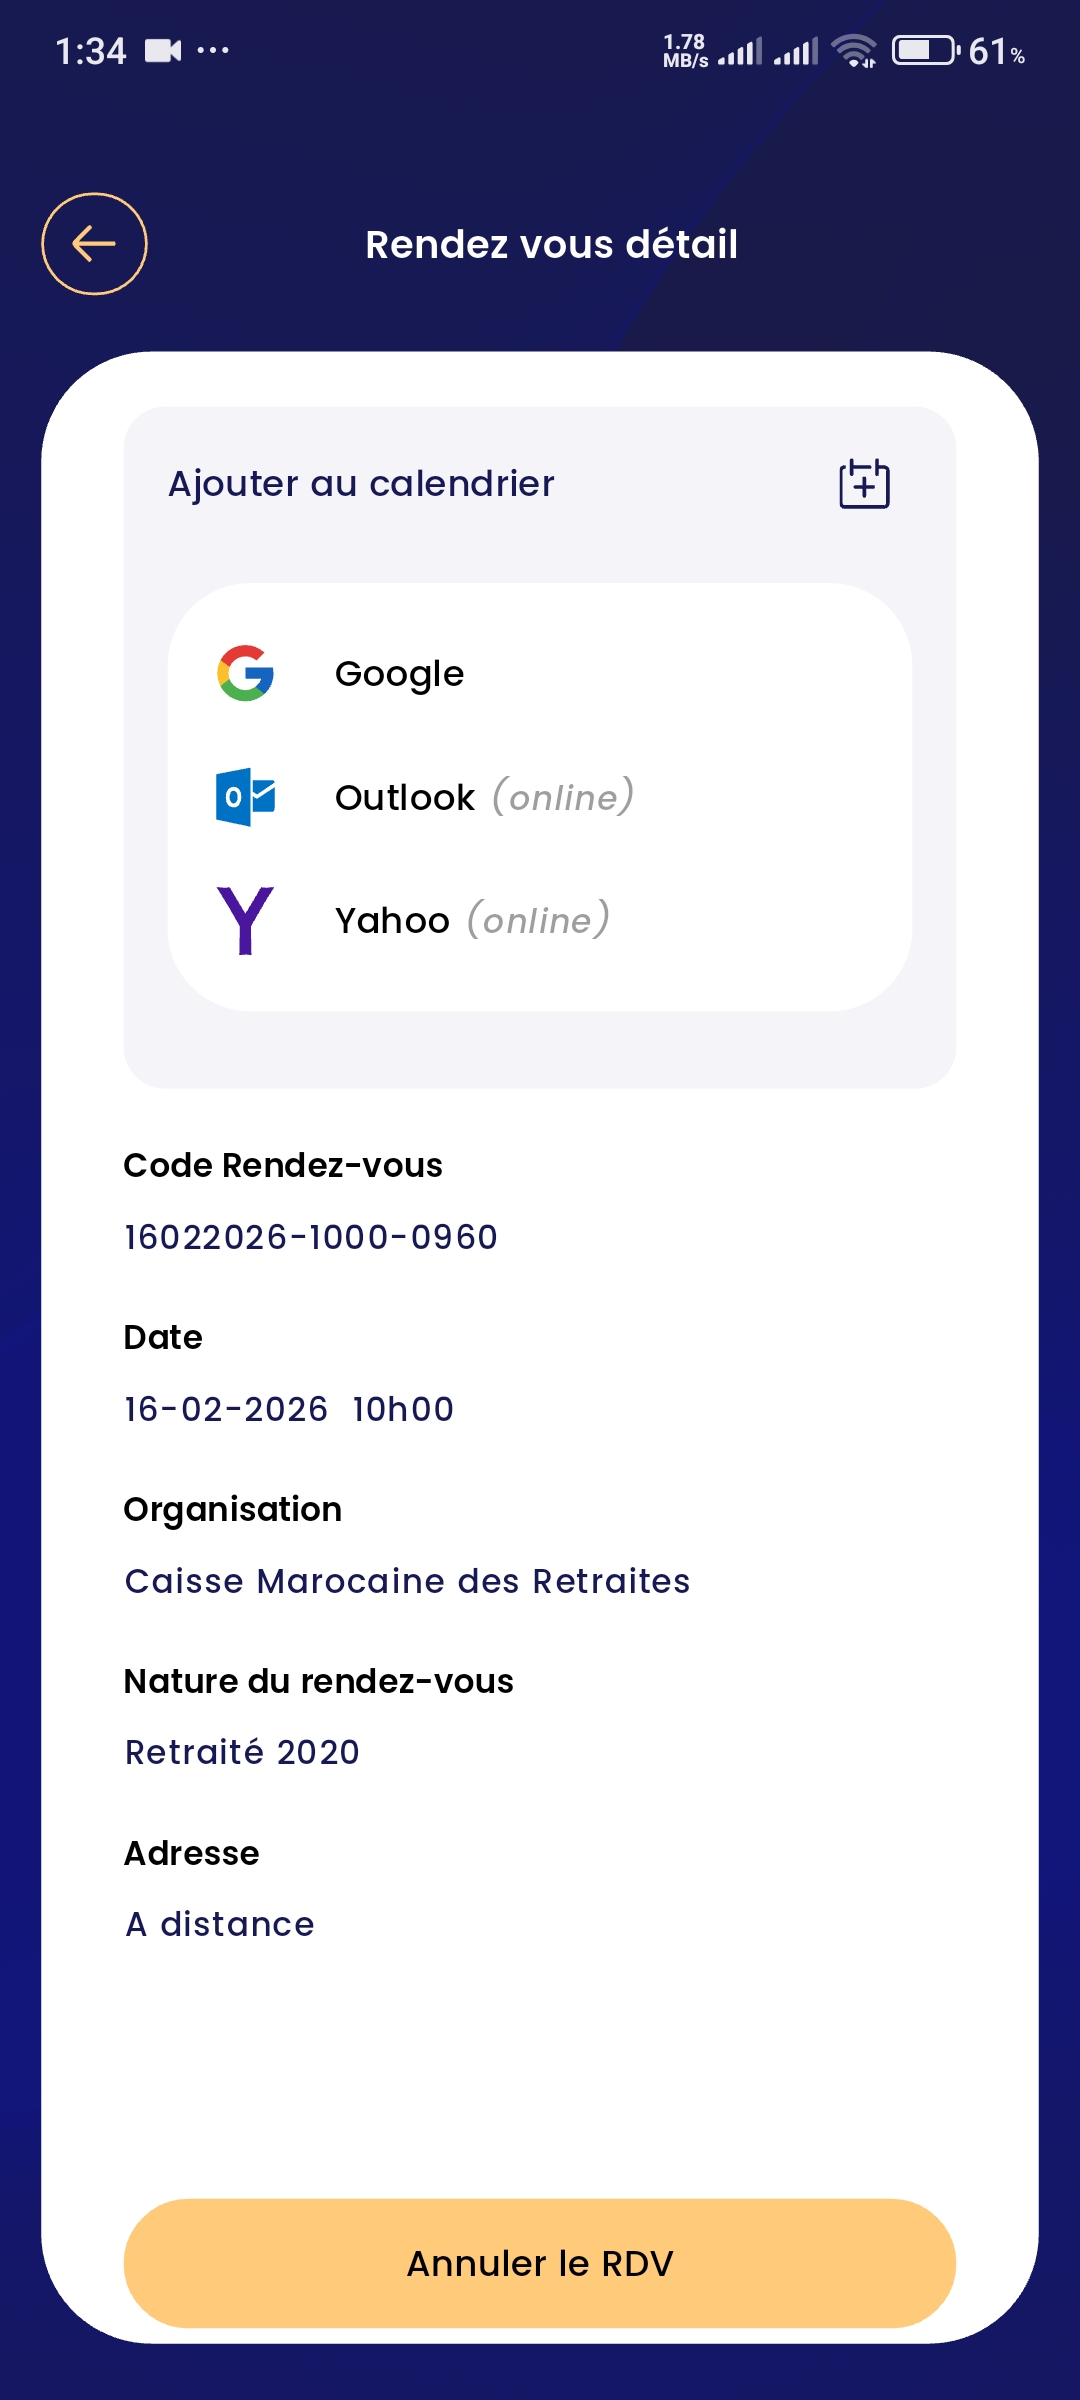 1:34
1.78
MB/s
61%
Rendez vous détail
Ajouter au calendrier
Google
Outlook (online)
Yahoo (online)
Code Rendez-vous
16022026-1000-0960
Date
16-02-2026 10h00
Organisation
Caisse Marocaine des Retraites
Nature du rendez-vous
Retraité 2020
Adresse
A distance
Annuler le RDV